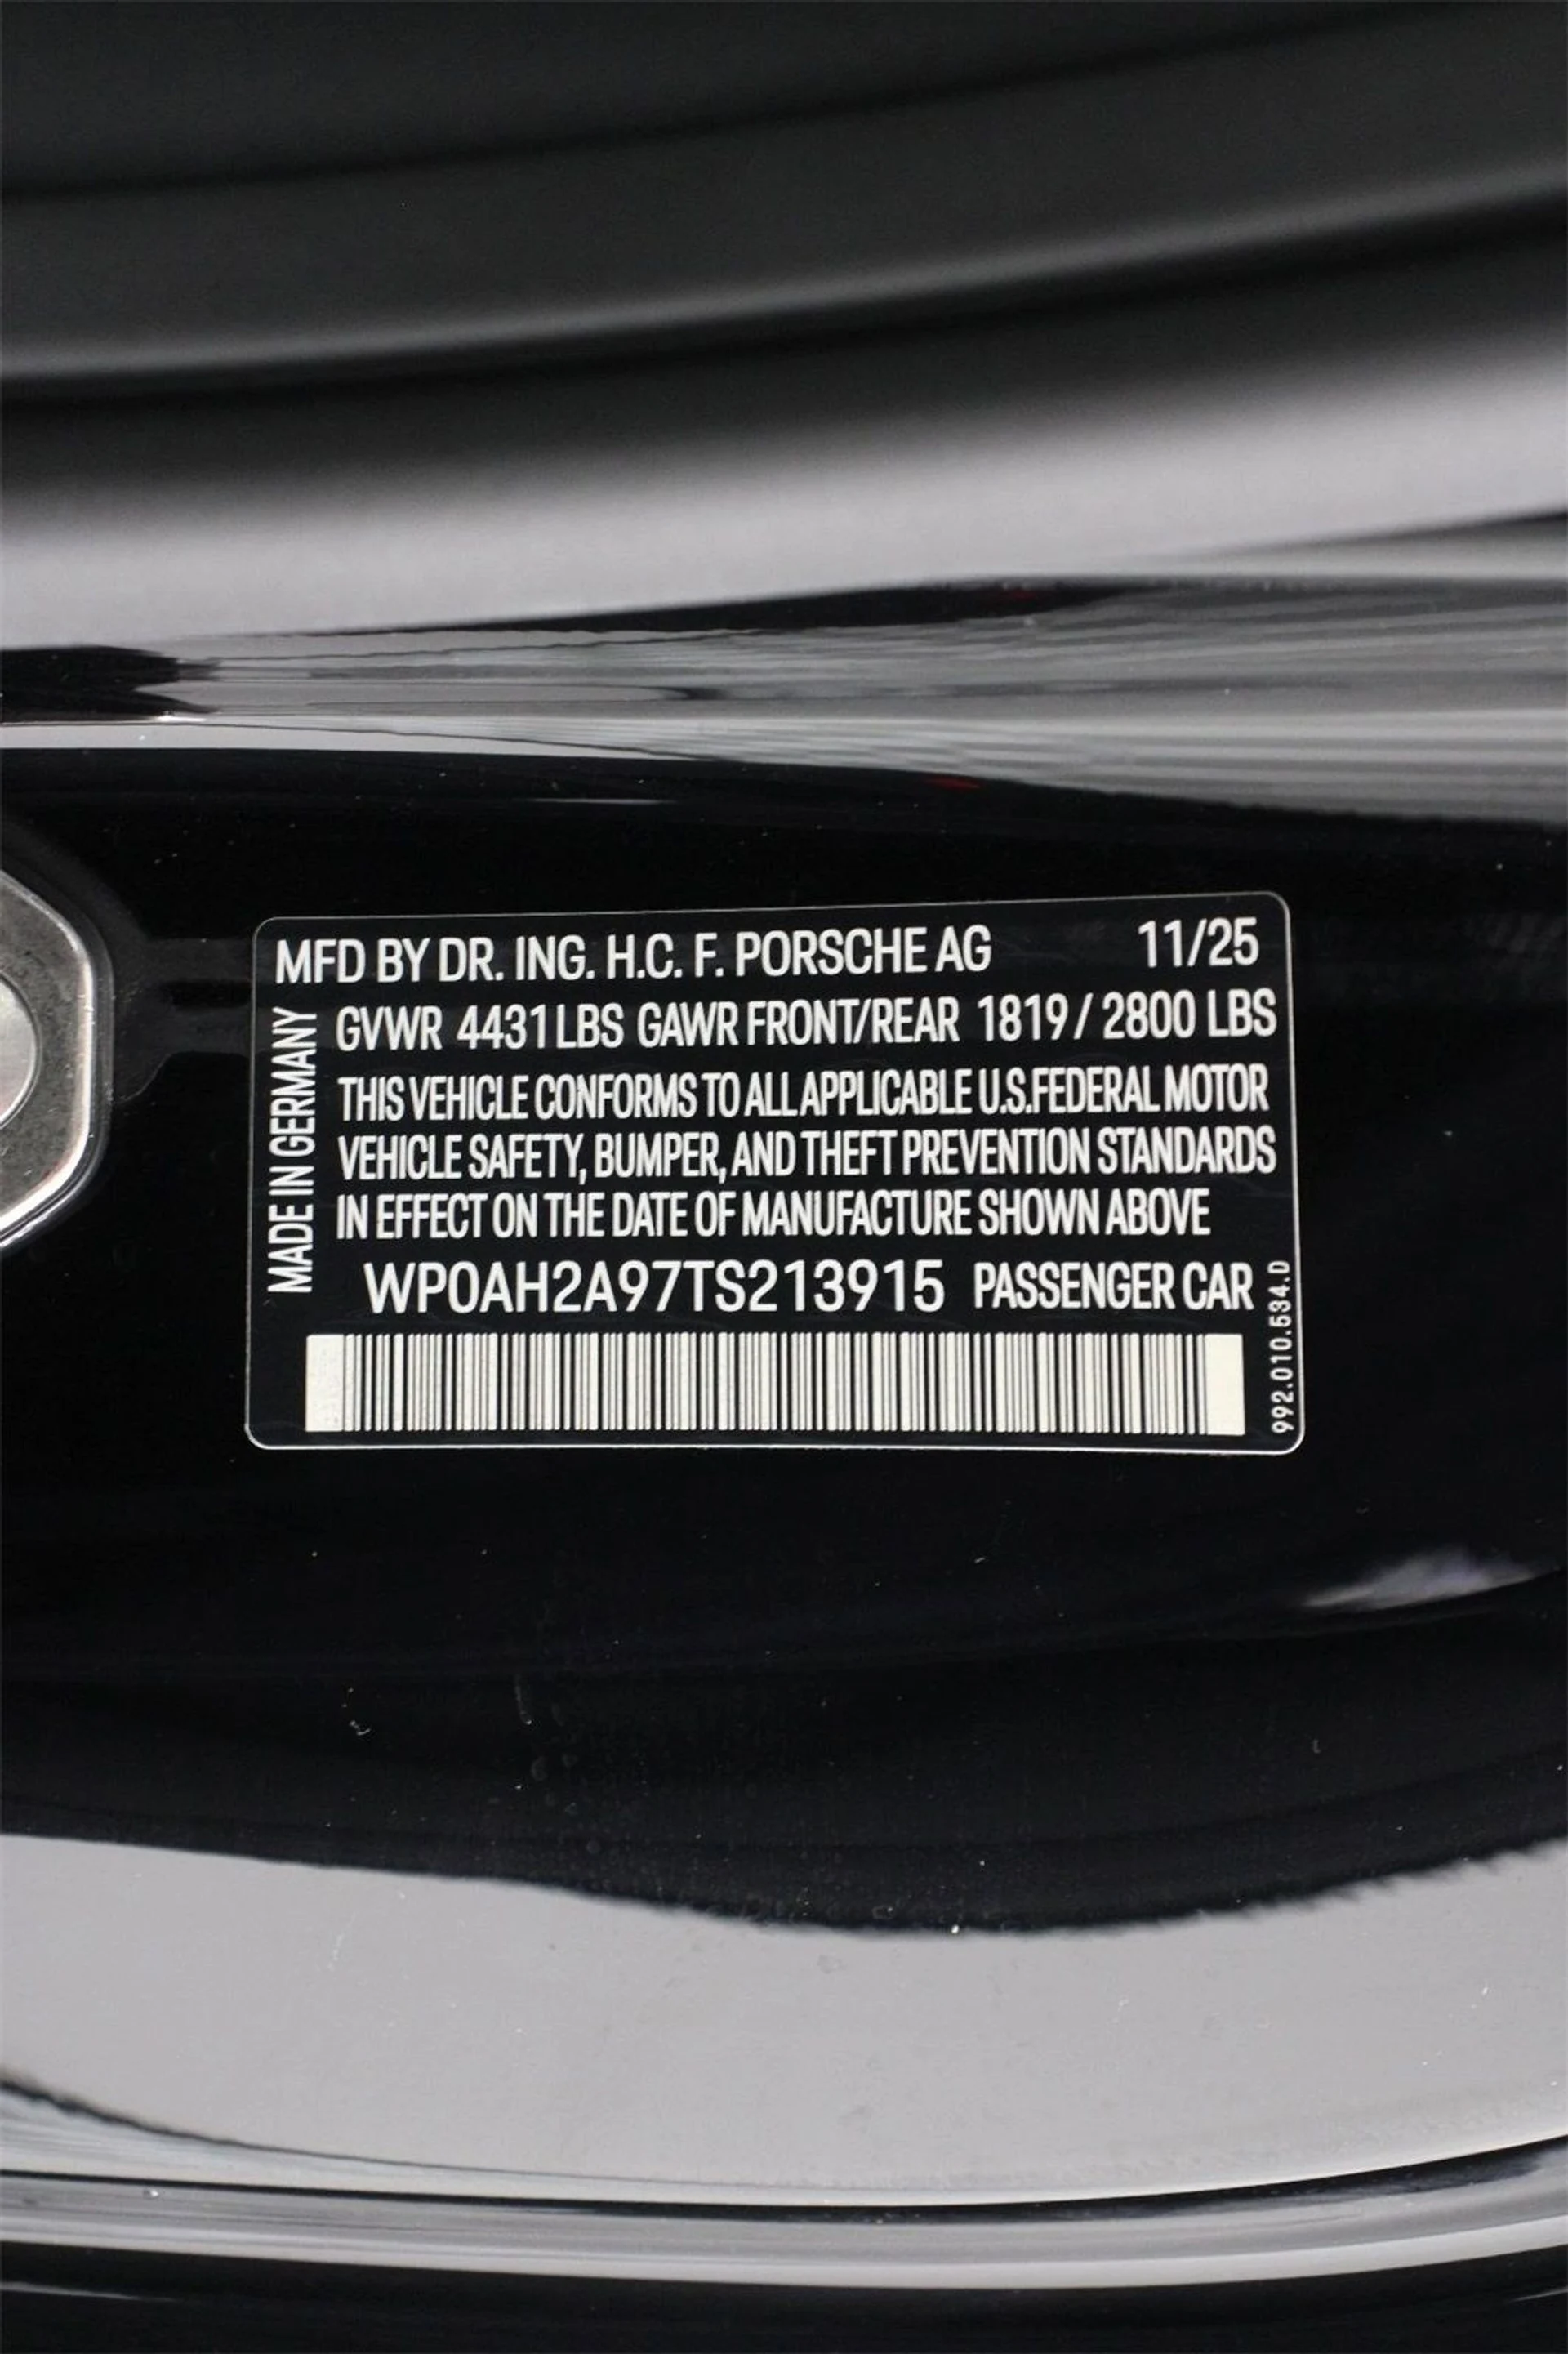 MFD BY DR. ING. H.C. F. PORSCHE AG 11/25
GVWR 4431 LBS GAWR FRONT/REAR 1819 / 2800 LBS
THIS VEHICLE CONFORMS TO ALL APPLICABLE U.S.FEDERAL MOTOR
VEHICLE SAFETY, BUMPER, AND THEFT PREVENTION STANDARDS
IN EFFECT ON THE DATE OF MANUFACTURE SHOWN ABOVE
WP0AH2A97TS213915 PASSENGER CAR
MADE IN GERMANY
992.010.534.D